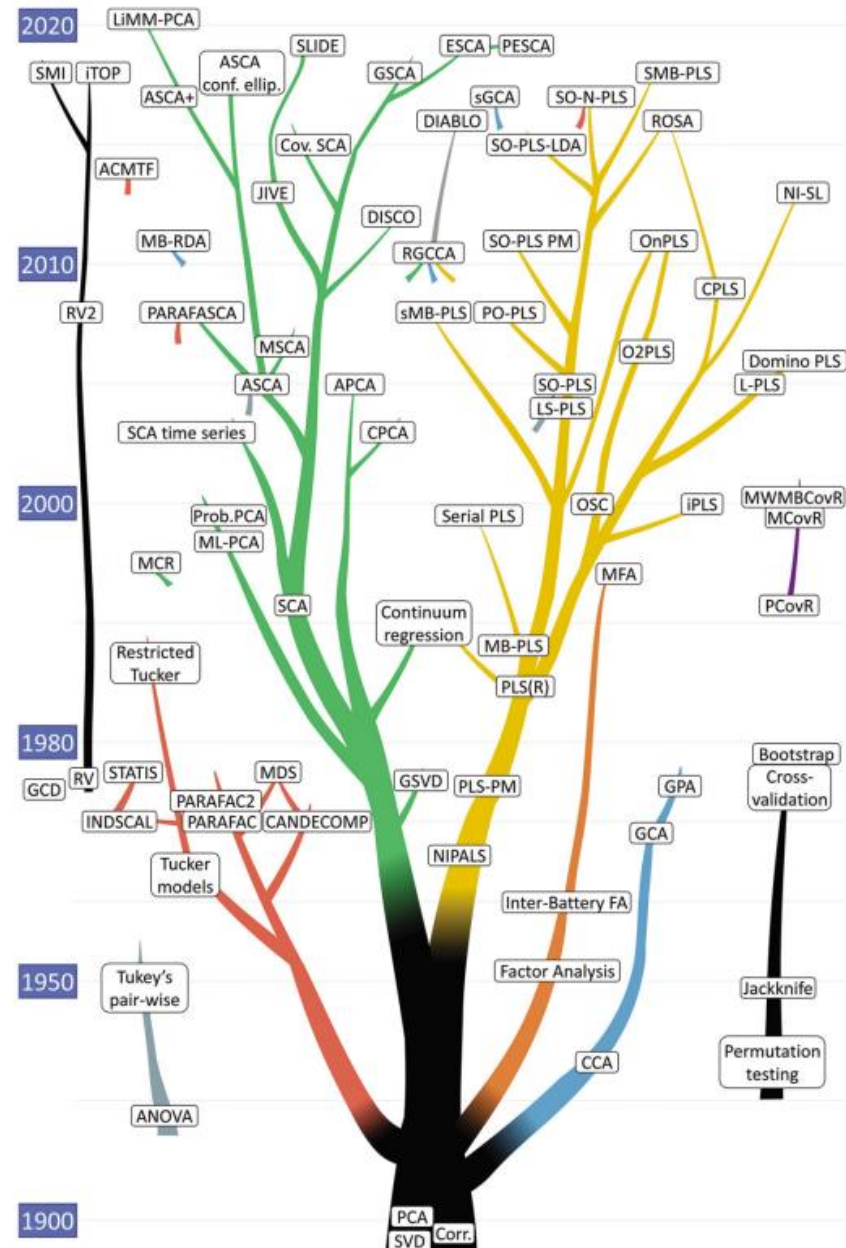 2020
LiMM-PCA
SMI
iTOP
ASCA+
ASCA
conf. ellip.
SLIDE
ESCA
PESCA
GSCA
sGCA
SO-N-PLS
SMB-PLS
DIABLO
ROSA
Cov. SCA
SO-PLS-LDA
ACMTF
JIVE
NI-SL
DISCO
MB-RDA
SO-PLS PM
OnPLS
2010
RGCCA
CPLS
RV2
PARAFASCA
sMB-PLS
PO-PLS
MSCA
O2PLS
Domino PLS
ASCA
APCA
SO-PLS
L-PLS
LS-PLS
SCA time series
CPCA
2000
Prob.PCA
ML-PCA
Serial PLS
OSC
iPLS
MWMBCovR
MCovR
MCR
MFA
SCA
Continuum
regression
PCovR
Restricted
Tucker
MB-PLS
PLS(R)
1980
GCD
RV
STATIS
MDS
GSVD
PLS-PM
GPA
Bootstrap
Cross-
validation
PARAFAC2
INDSCAL
PARAFAC
CANDECOMP
GCA
Tucker
models
NIPALS
Inter-Battery FA
Factor Analysis
1950
Tukey's
pair-wise
Jackknife
CCA
Permutation
testing
ANOVA
1900
PCA
SVD
Corr.